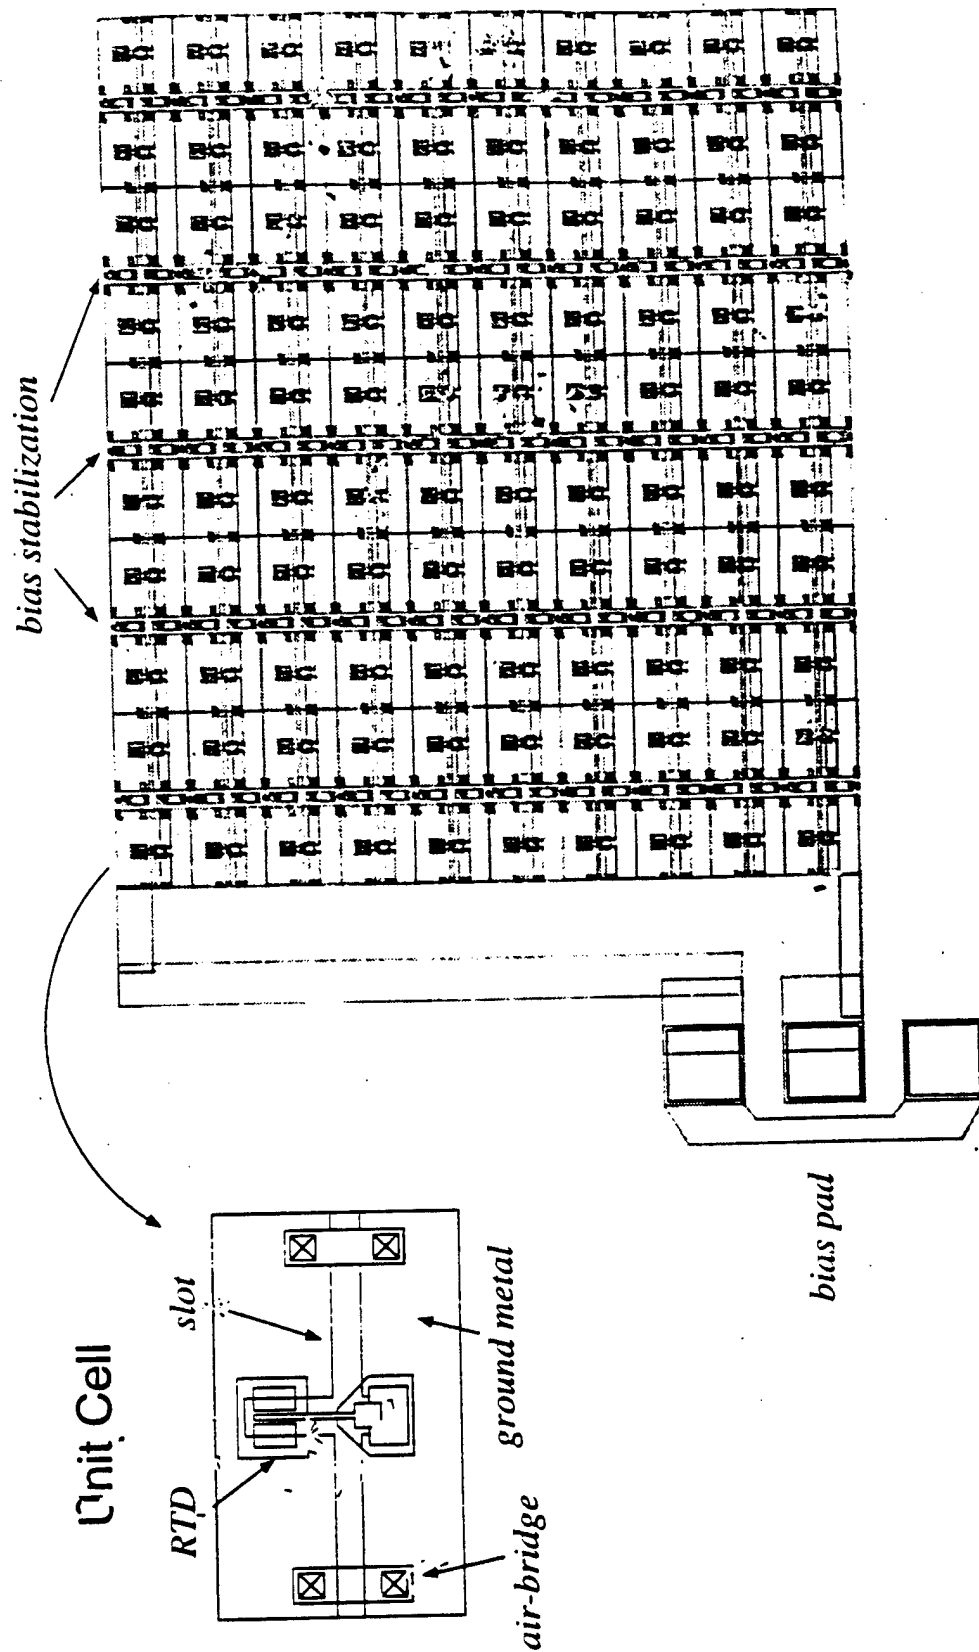 Unit Cell
RTD
slot
air-bridge
ground metal
bias pad
bias stabilization